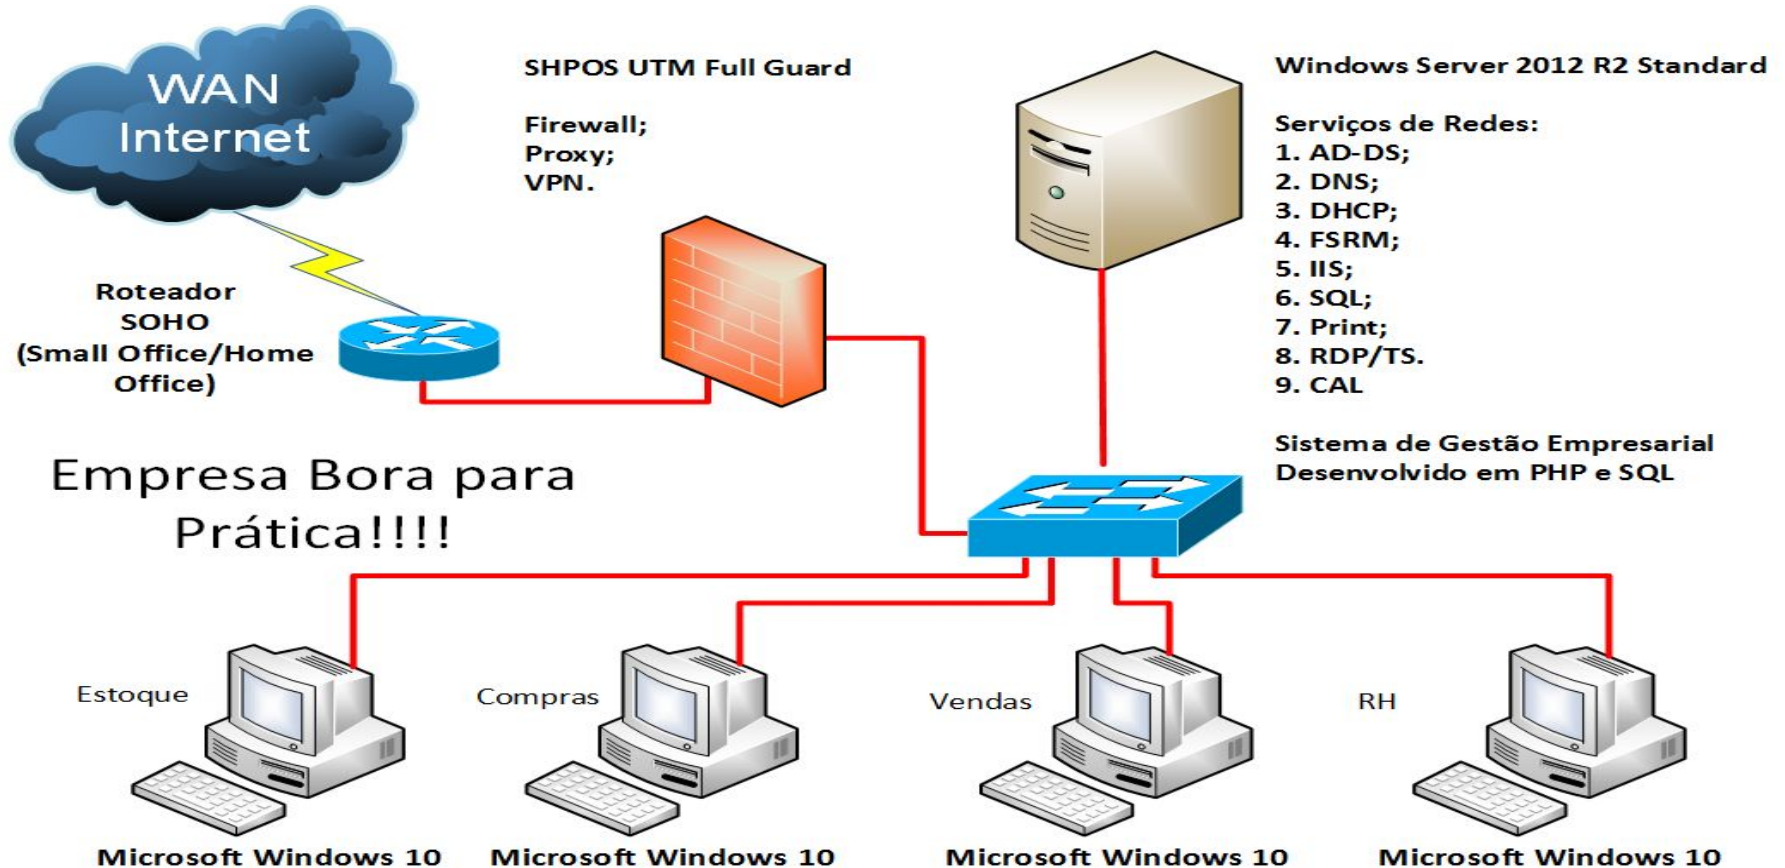 WAN
Internet
SHPOS UTM Full Guard
Firewall;
Proxy;
VPN.
Windows Server 2012 R2 Standard
Serviços de Redes:
1. AD-DS;
2. DNS;
3. DHCP;
4. FSRM;
5. IIS;
6. SQL;
7. Print;
8. RDP/TS.
9. CAL
Sistema de Gestão Empresarial
Desenvolvido em PHP e SQL
Roteador
SOHO
(Small Office/Home
Office)
Empresa Bora para
Prática!!!!
Estoque
Compras
Vendas
RH
Microsoft Windows 10
Microsoft Windows 10
Microsoft Windows 10
Microsoft Windows 10